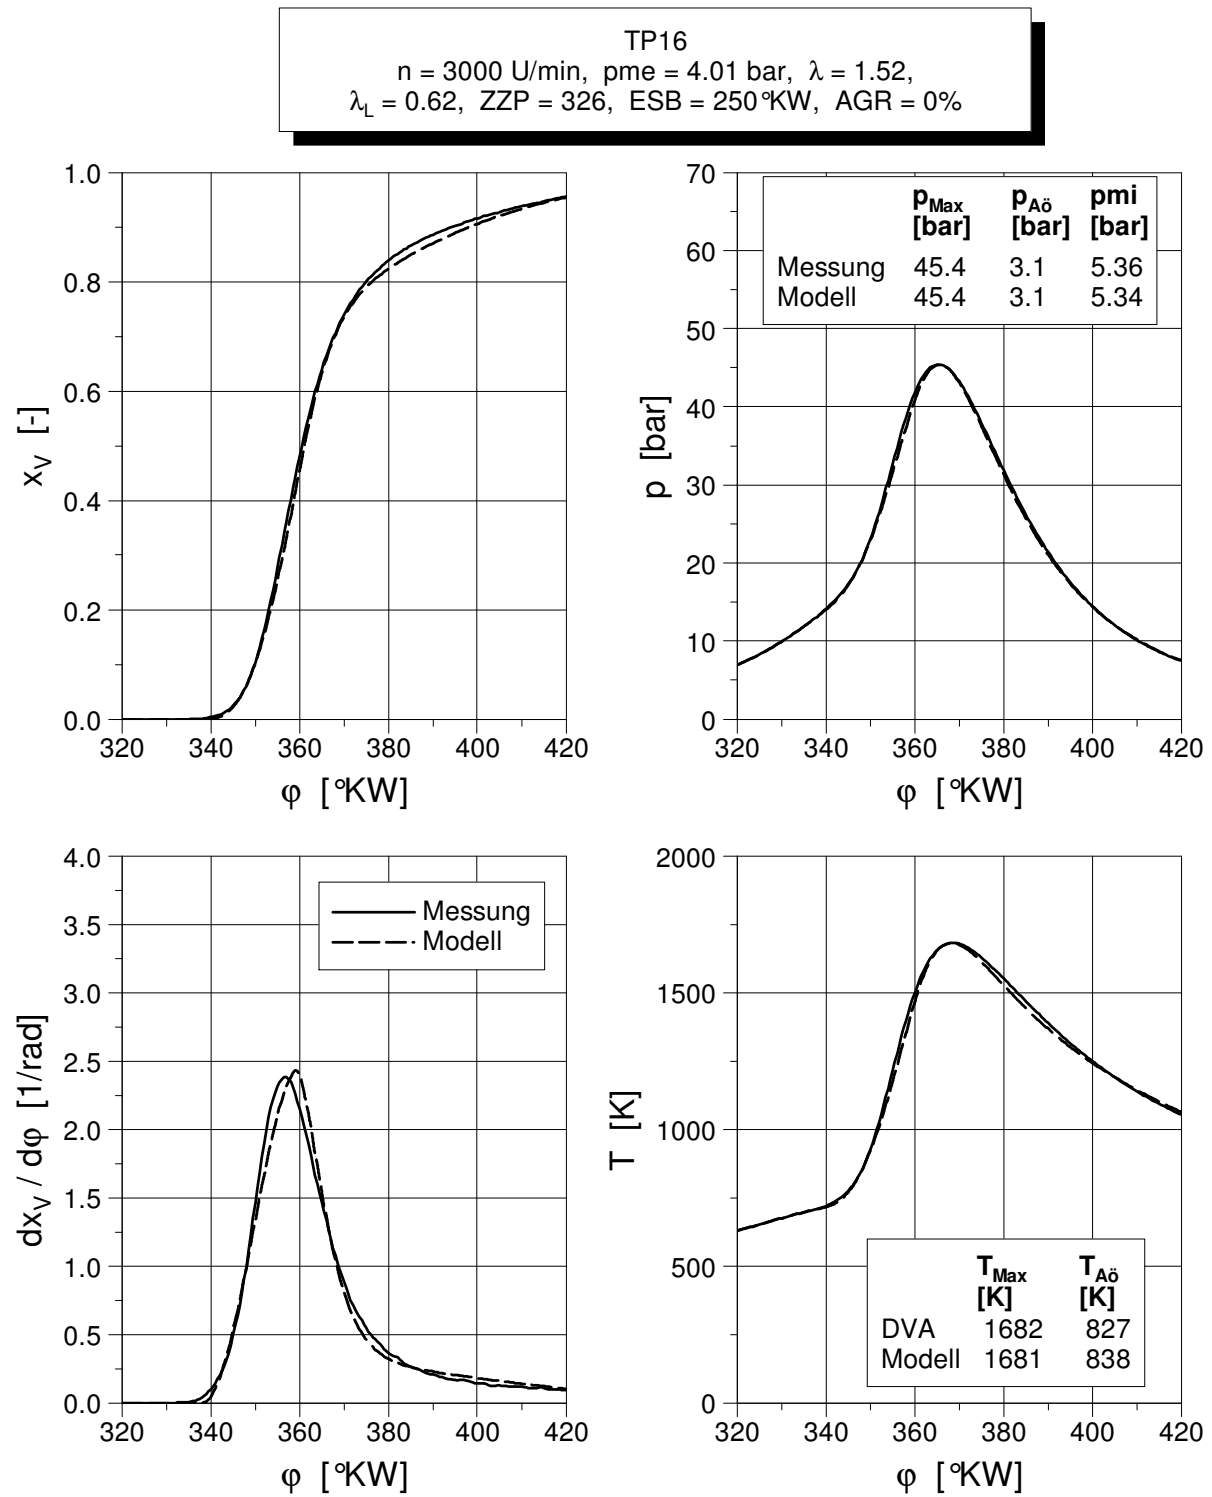 TP16
n = 3000 U/min, pme = 4.01 bar, λ = 1.52,
λL = 0.62, ZZP = 326, ESB = 250°KW, AGR = 0%
1.0
0.8
0.6
0.4
0.2
0.0
xV [-]
320 340 360 380 400 420
φ [°KW]
70
60
50
40
30
20
10
0
p [bar]
pMax pAö pmi
[bar] [bar] [bar]
Messung 45.4 3.1 5.36
Modell 45.4 3.1 5.34
320 340 360 380 400 420
φ [°KW]
4.0
3.5
3.0
2.5
2.0
1.5
1.0
0.5
0.0
dxV / dφ [1/rad]
Messung
Modell
320 340 360 380 400 420
φ [°KW]
2000
1500
1000
500
0
T [K]
TMax TAö
[K] [K]
DVA 1682 827
Modell 1681 838
320 340 360 380 400 420
φ [°KW]